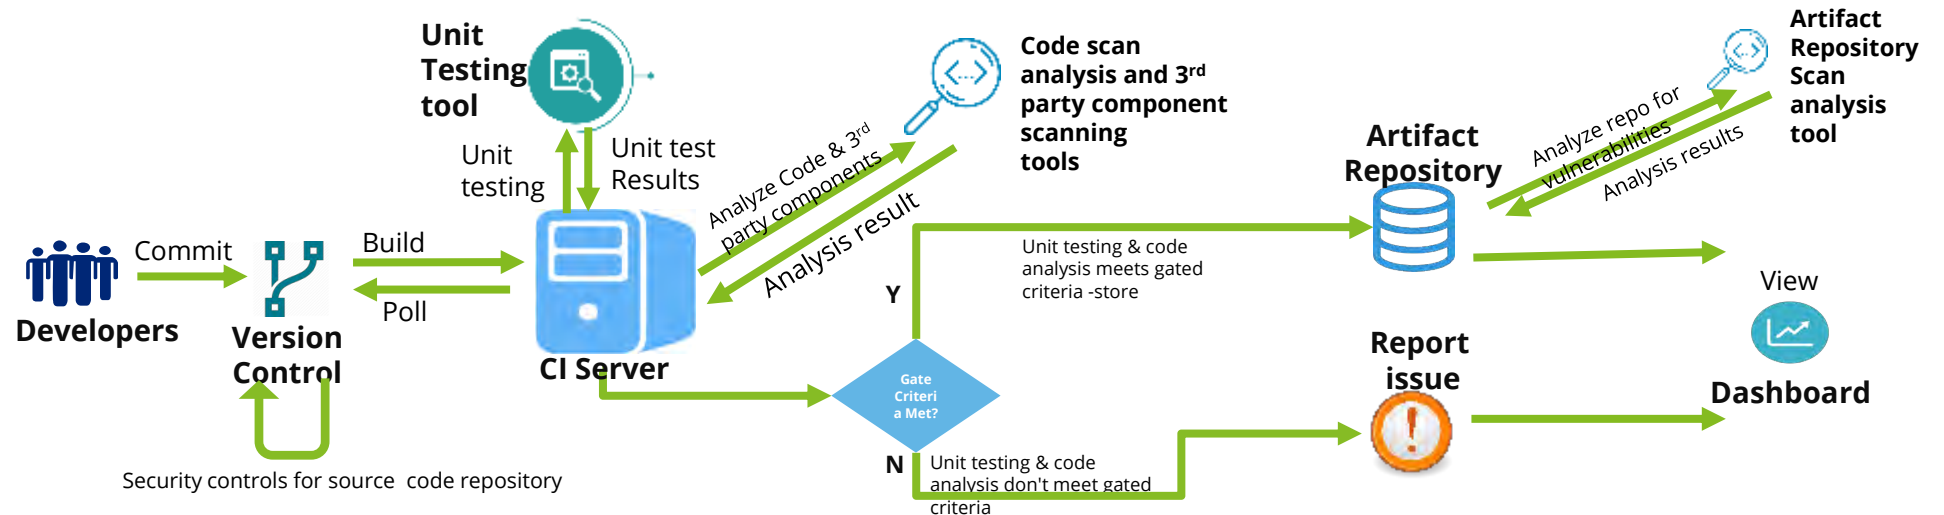 Unit
Testing
tool
Code scan
analysis and 3rd
party component
scanning
tools
Artifact
Repository
Scan
analysis
tool
Artifact
Repository
Analyze repo for
vulnerabilities
Analysis results
Unit
testing
Unit test
Results
Analyze Code & 3rd
party components
Analysis result
Commit
Build
Poll
Developers
Version
Control
CI Server
Security controls for source code repository
Y
Unit testing & code
analysis meets gated
criteria -store
Gate
Criteri
a Met?
N
Unit testing & code
analysis don't meet gated
criteria
Report
issue
View
Dashboard